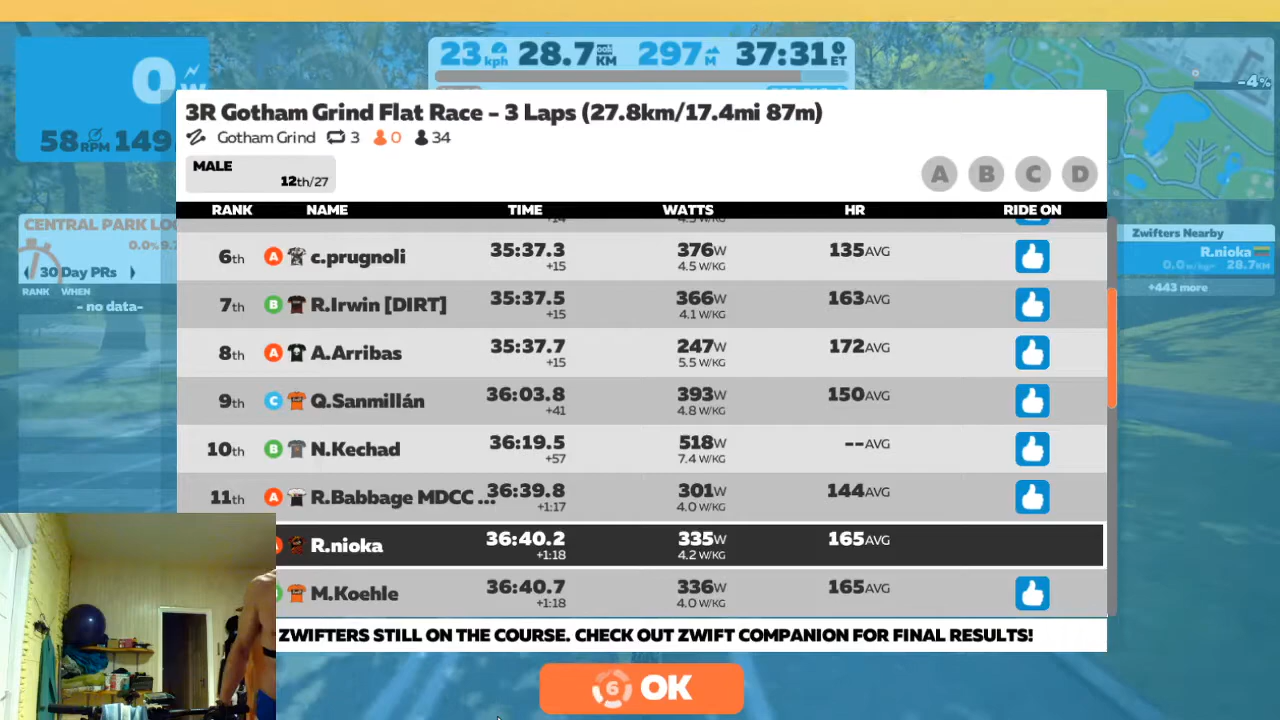 0 W
58 RPM 149
23 kph 28.7 KM 297 M 37:31 ET
-4%
3R Gotham Grind Flat Race - 3 Laps (27.8km/17.4mi 87m)
Gotham Grind 3 0 34
MALE
12th/27
A B C D
RANK NAME TIME WATTS HR RIDE ON
6th A c.prugnoli 35:37.3 376W 135AVG
+15 4.5 W/KG
7th B R.Irwin [DIRT] 35:37.5 366W 163AVG
+15 4.1 W/KG
8th A A.Arribas 35:37.7 247W 172AVG
+15 5.5 W/KG
9th C Q.Sanmillán 36:03.8 393W 150AVG
+41 4.8 W/KG
10th B N.Kechad 36:19.5 518W --AVG
+57 7.4 W/KG
11th A R.Babbage MDCC ... 36:39.8 301W 144AVG
+1:17 4.0 W/KG
R.nioka 36:40.2 335W 165AVG
+1:18 4.2 W/KG
M.Koehle 36:40.7 336W 165AVG
+1:18 4.0 W/KG
ZWIFTERS STILL ON THE COURSE. CHECK OUT ZWIFT COMPANION FOR FINAL RESULTS!
6 OK
CENTRAL PARK LOO
0.0% 9.7
30 Day PRs
RANK WHEN
- no data-
Zwifters Nearby
R.nioka
0.0 w/kg 28.7KM
+443 more